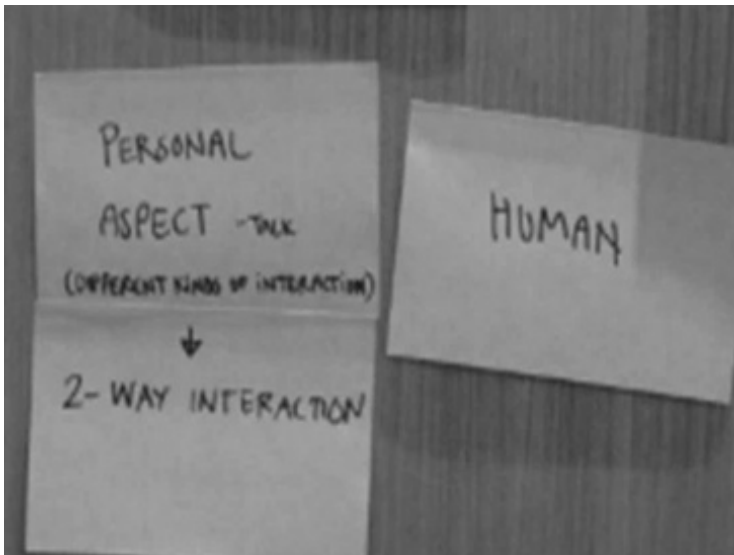 PERSONAL
ASPECT - TALK
(DIFFERENT KINDS OF INTERACTION)
↓
2- WAY INTERACTION
HUMAN